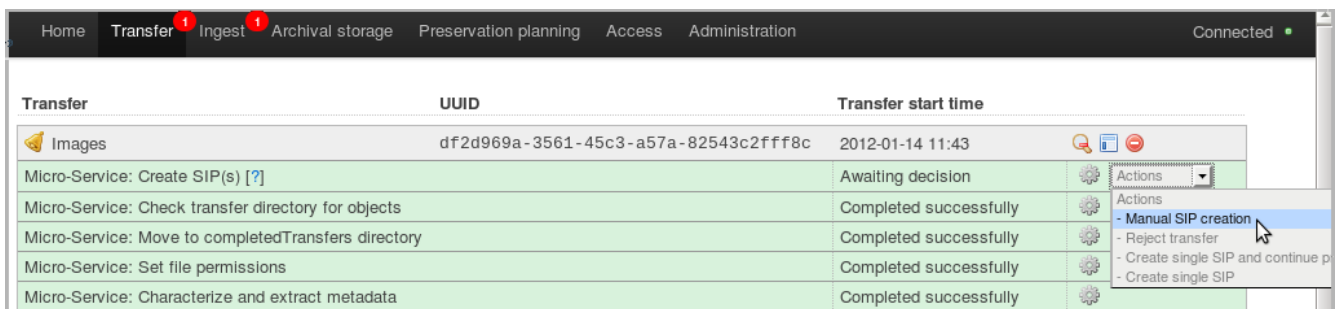 Home Transfer 1 Ingest 1 Archival storage Preservation planning Access Administration Connected
Transfer UUID Transfer start time
Images df2d969a-3561-45c3-a57a-82543c2fff8c 2012-01-14 11:43
Micro-Service: Create SIP(s) [?] Awaiting decision Actions
Actions
Micro-Service: Check transfer directory for objects Completed successfully - Manual SIP creation
Micro-Service: Move to completedTransfers directory Completed successfully - Reject transfer
- Create single SIP and continue p
Micro-Service: Set file permissions Completed successfully - Create single SIP
Micro-Service: Characterize and extract metadata Completed successfully